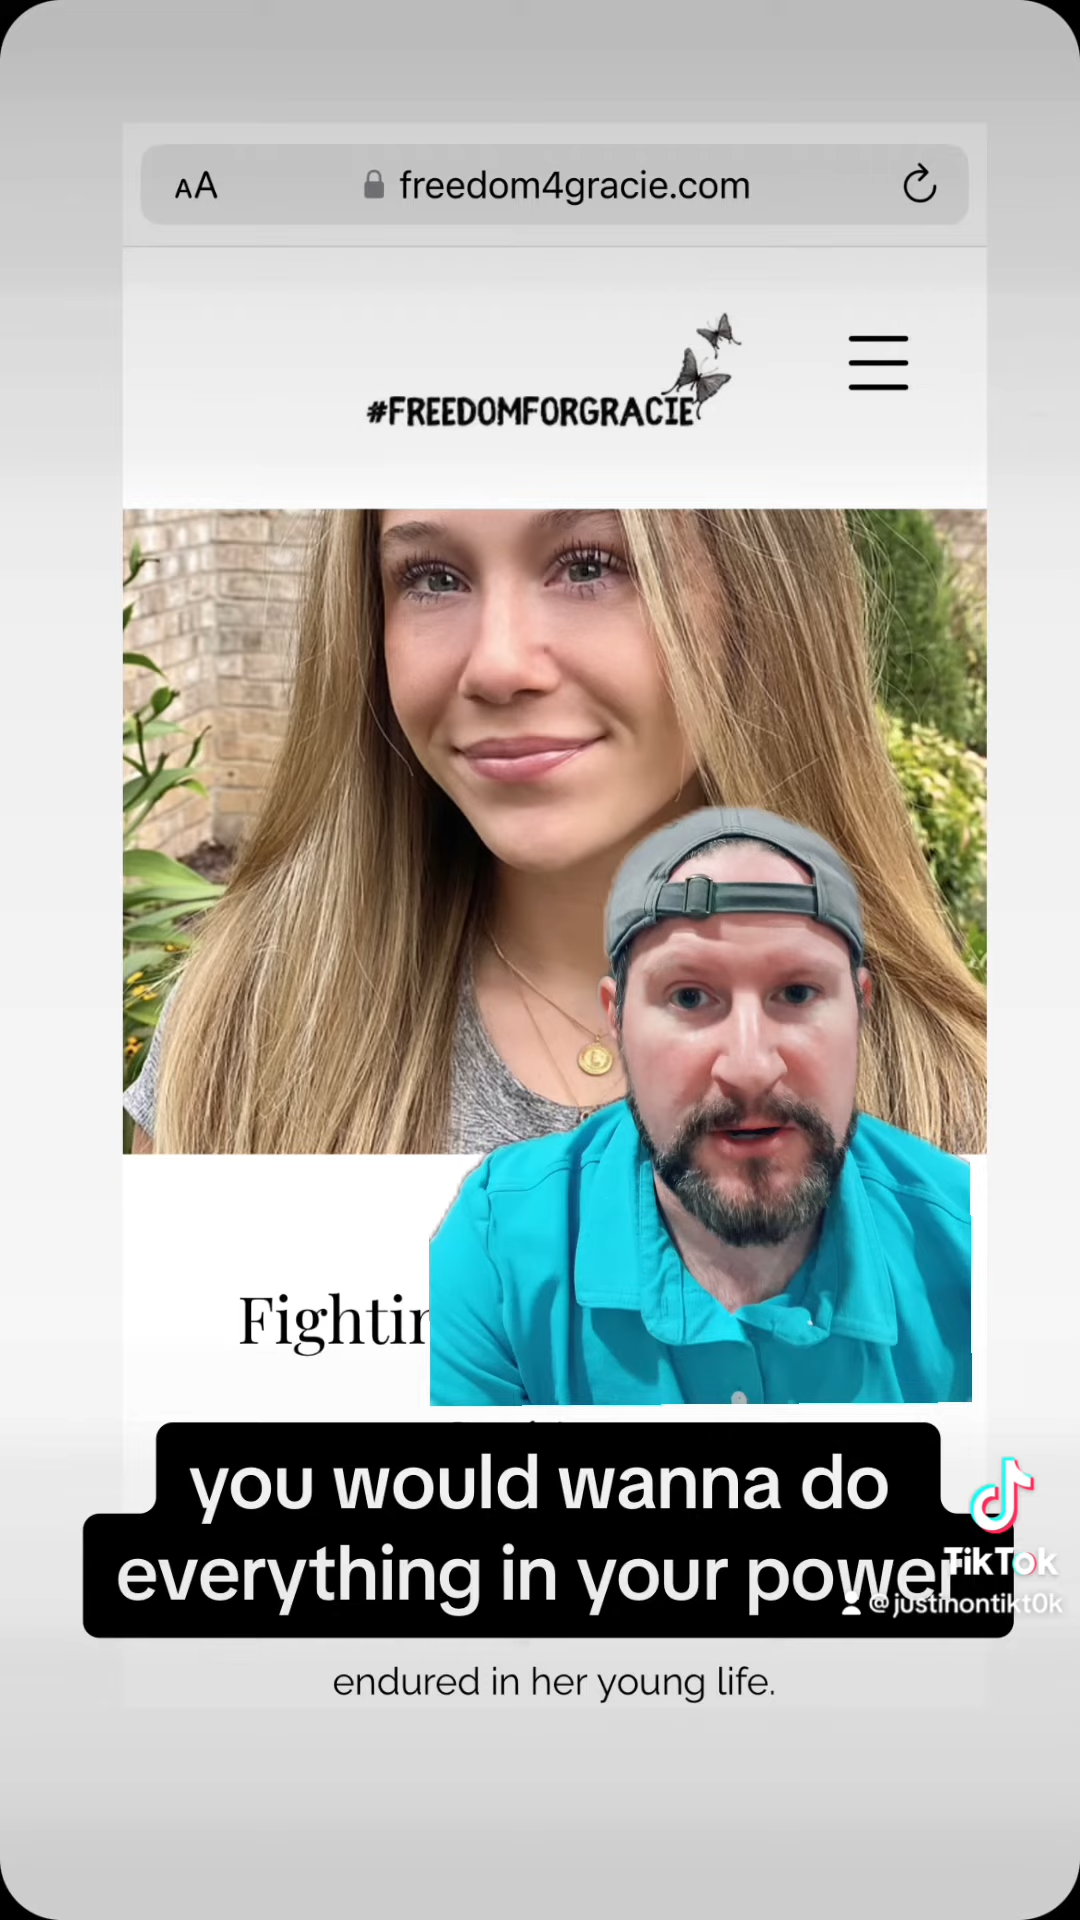 AA
freedom4gracie.com
#FREEDOMFORGRACIE
you would wanna do
everything in your power
TikTok
@justinontikt0k
endured in her young life.